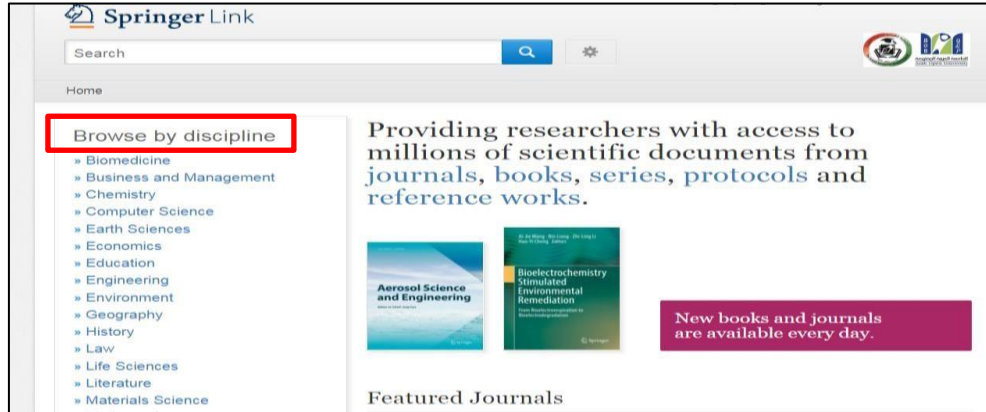 Springer Link
Search
Home
Browse by discipline
» Biomedicine
» Business and Management
» Chemistry
» Computer Science
» Earth Sciences
» Economics
» Education
» Engineering
» Environment
» Geography
» History
» Law
» Life Sciences
» Literature
» Materials Science
Providing researchers with access to
millions of scientific documents from
journals, books, series, protocols and
reference works.
Aerosol Science
and Engineering
Bioelectrochemistry
Stimulated
Environmental
Remediation
Springer
New books and journals
are available every day.
Featured Journals